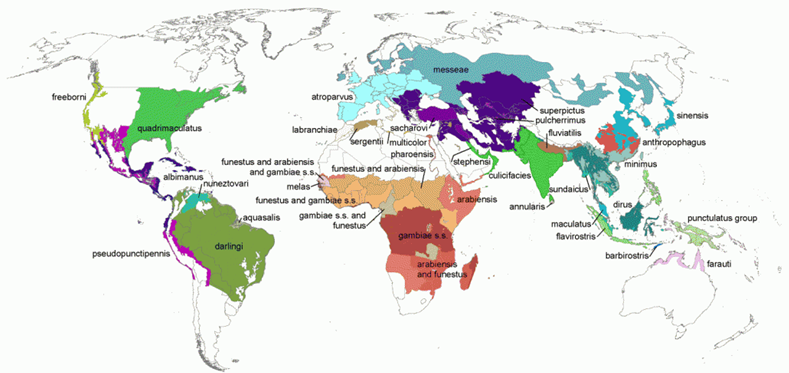 messeae
freeborni
atroparvus
quadrimaculatus
labranchiae
sergentii
sacharovi
multicolor
pharoensis
superpictus
pulcherrimus
fluviatilis
sinensis
anthropophagus
minimus
stephensi
culicifacies
sundaicus
annularis
dirus
maculatus
flavirostris
barbirostris
punctulatus group
farauti
albimanus
nuneztovari
aquasalis
darlingi
pseudopunctipennis
funestus and arabiensis
and gambiae s.s.
melas
funestus and arabiensis
funestus and gambiae s.s.
gambiae s.s. and
funestus
arabiensis
gambiae s.s.
arabiensis
and funestus